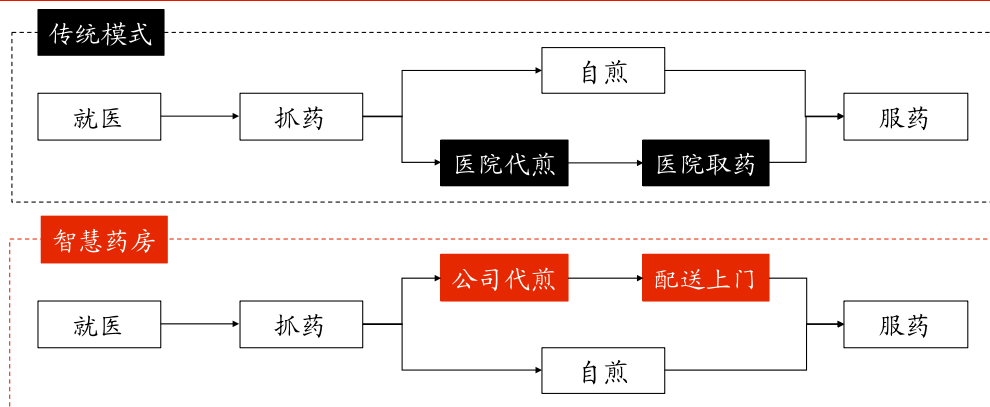 传统模式
自煎
就医
抓药
服药
医院代煎
医院取药
智慧药房
公司代煎
配送上门
就医
抓药
服药
自煎